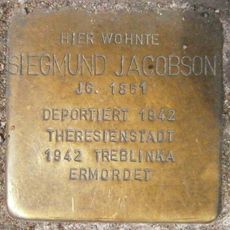 HIER WOHNTE
SIEGMUND JACOBSON
JG. 1861
DEPORTIERT 1942
THERESIENSTADT
1942 TREBLINKA
ERMORDET